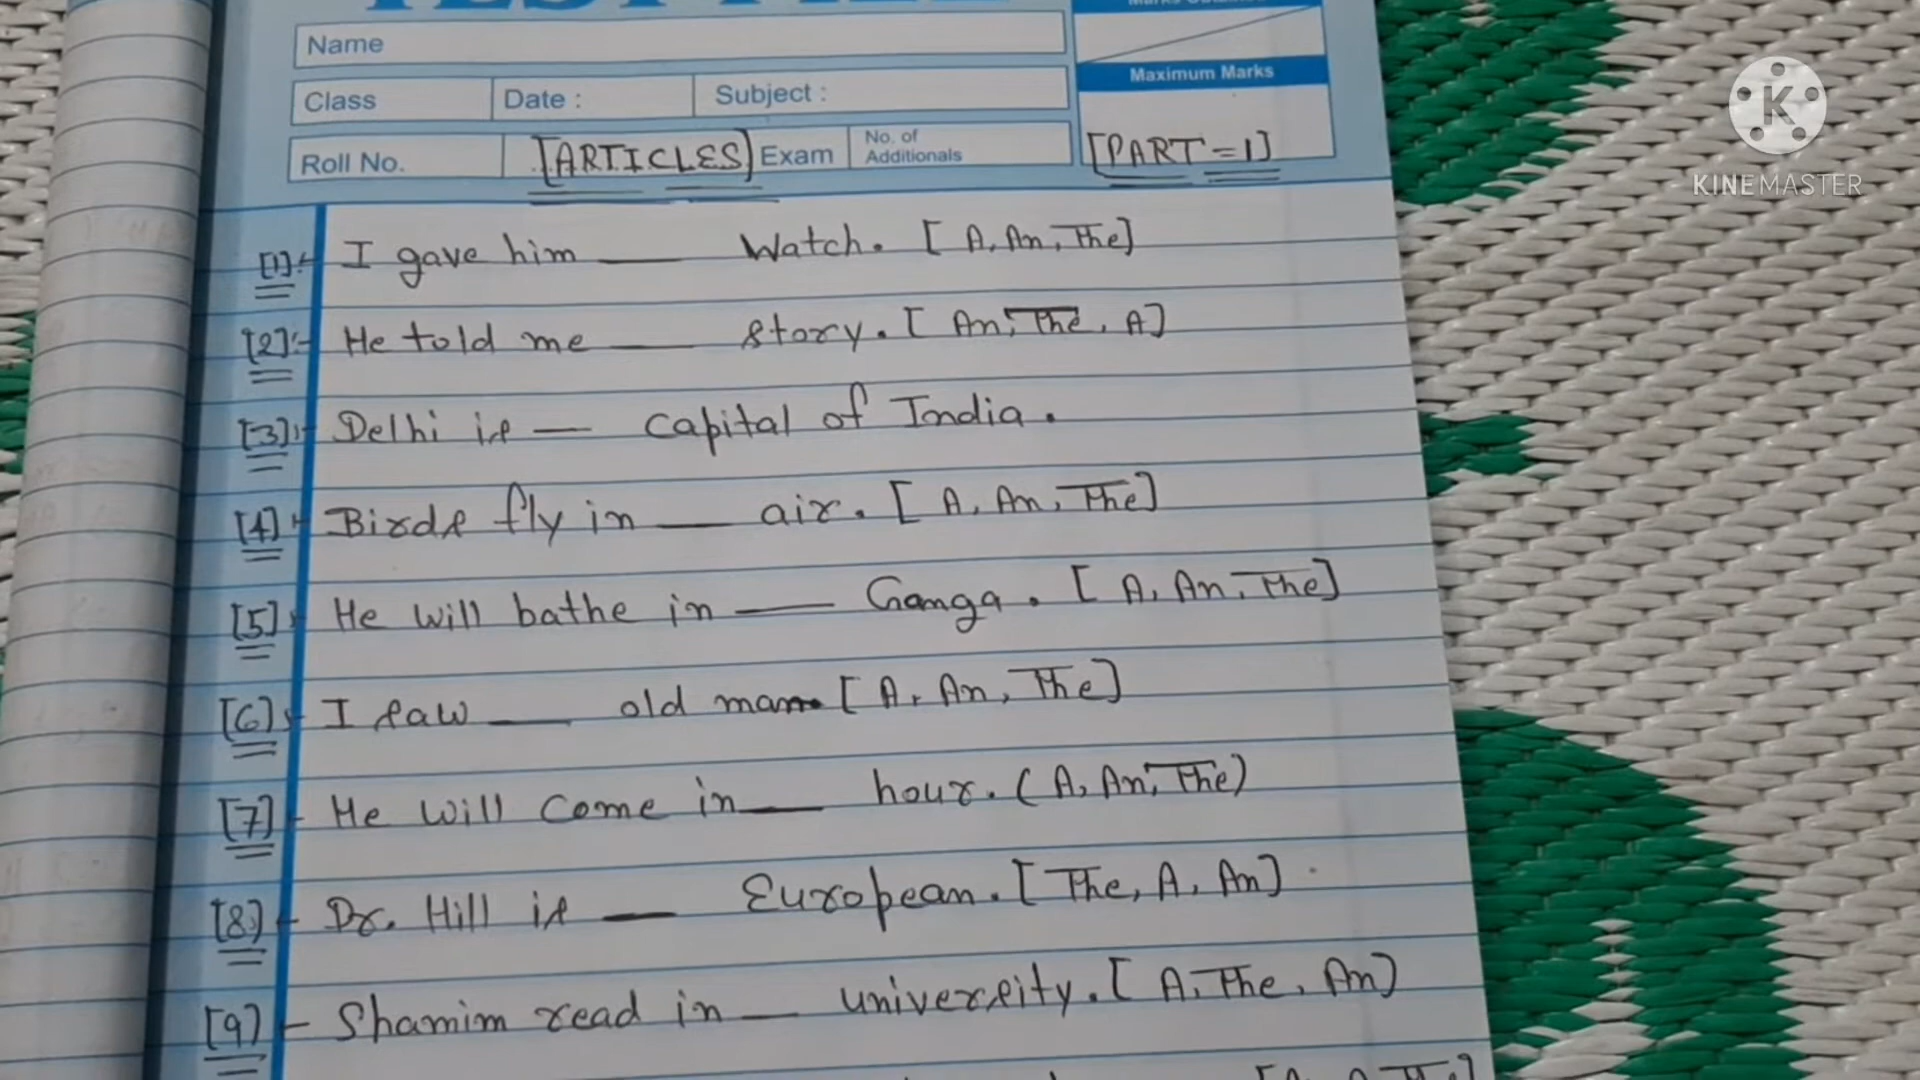 Name
Maximum Marks
Class Date : Subject :
Roll No. [ARTICLES] Exam No. of Additionals [PART=1]
K
KINEMASTER
[1]:- I gave him ___ Watch. [ A, An, The]
[2]:- He told me ___ story. [ An, The, A]
[3]:- Delhi is — capital of India.
[4]:- Birds fly in ___ air. [ A, An, The]
[5]:- He will bathe in ___ Ganga. [ A, An, The]
[6]:- I saw ___ old man [ A, An, The]
[7]- He will come in ___ hour. (A, An, The)
[8]- Dr. Hill is — European. [The, A, An]
[9]- Shamim read in — university. [ A, The, An)